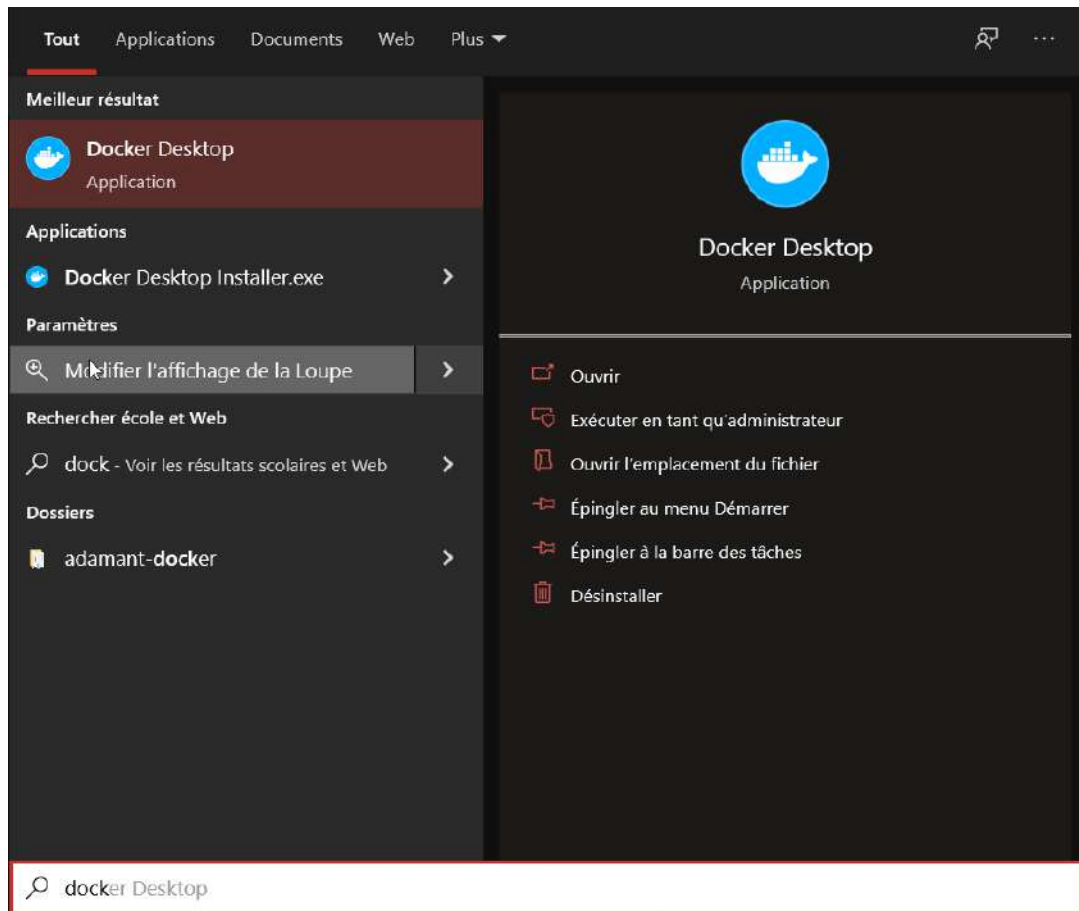 Tout Applications Documents Web Plus
Meilleur résultat
Docker Desktop
Application
Applications
Docker Desktop Installer.exe
Paramètres
Modifier l'affichage de la Loupe
Rechercher école et Web
dock - Voir les résultats scolaires et Web
Dossiers
adamant-docker
Docker Desktop
Application
Ouvrir
Exécuter en tant qu'administrateur
Ouvrir l'emplacement du fichier
Épingler au menu Démarrer
Épingler à la barre des tâches
Désinstaller
docker Desktop